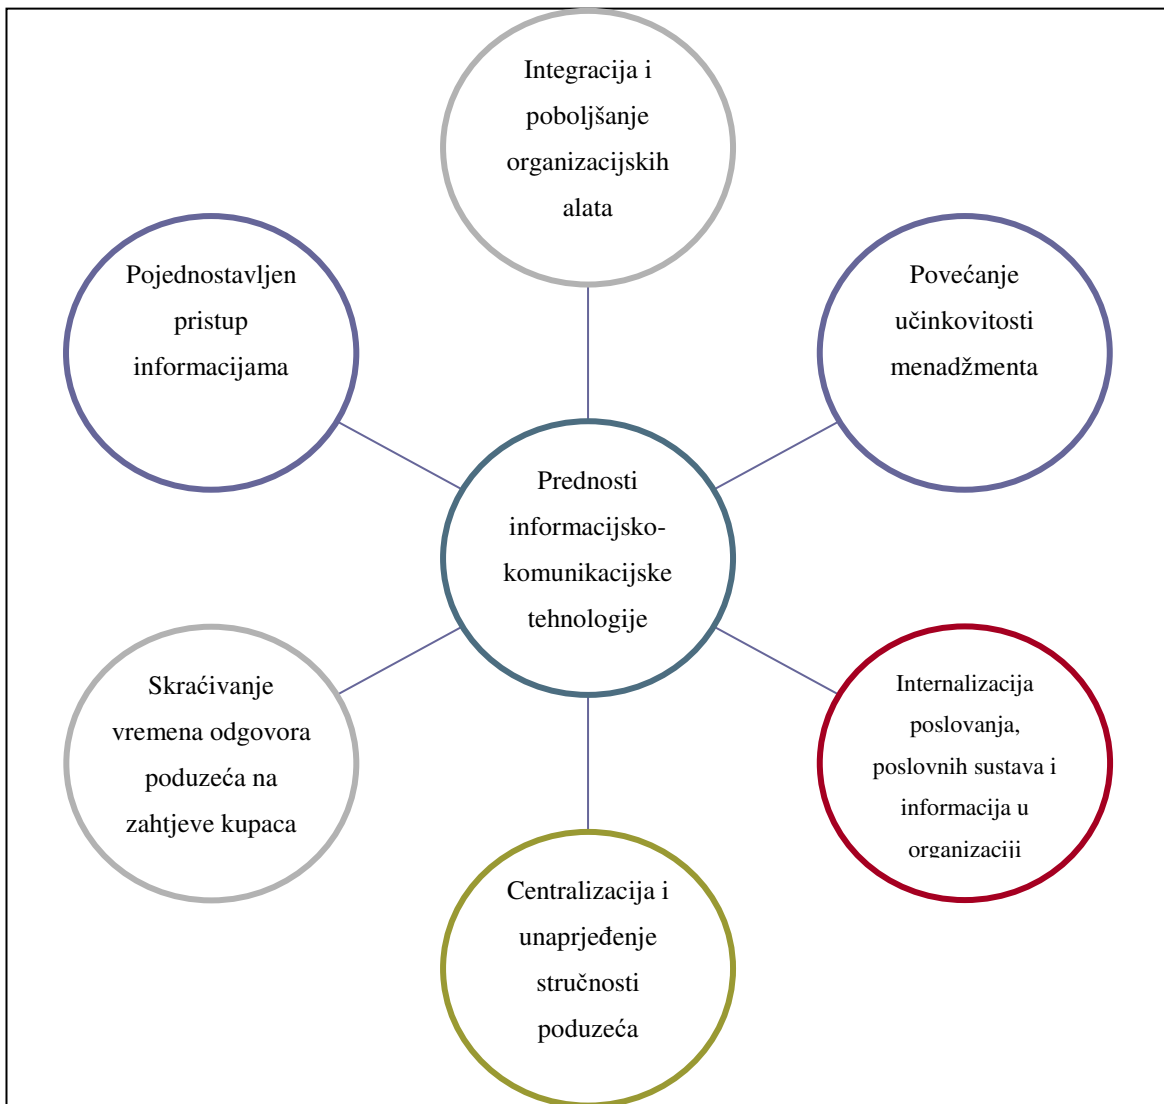 Integracija i
poboljšanje
organizacijskih
alata
Pojednostavljen
pristup
informacijama
Povećanje
učinkovitosti
menadžmenta
Prednosti
informacijsko-
komunikacijske
tehnologije
Skraćivanje
vremena odgovora
poduzeća na
zahtjeve kupaca
Internalizacija
poslovanja,
poslovnih sustava i
informacija u
organizaciji
Centralizacija i
unaprjeđenje
stručnosti
poduzeća